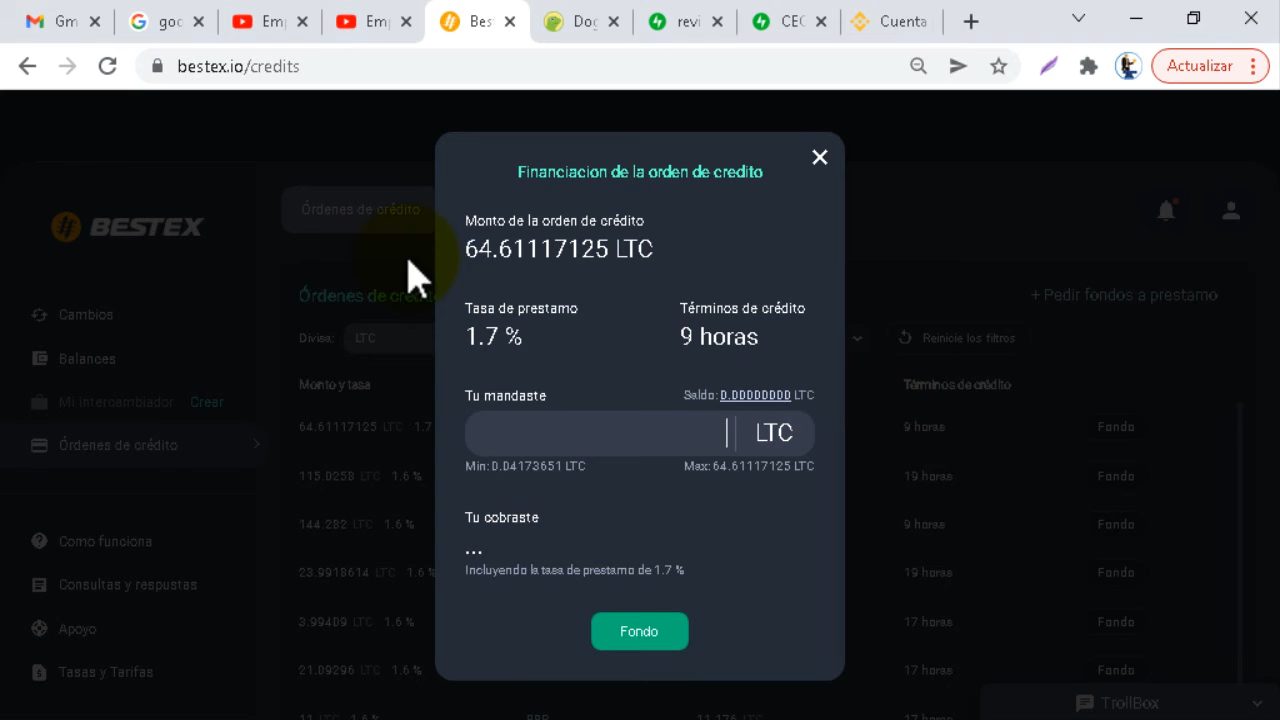 Gm
goo
Emp
Emp
Bes
Dog
revi
CEC
Cuenta
bestex.io/credits
Actualizar
Financiacion de la orden de credito
Monto de la orden de crédito
64.61117125 LTC
Tasa de prestamo
Términos de crédito
1.7 %
9 horas
Tu mandaste
Saldo: 0.00000000 LTC
LTC
Min: 0.04173651 LTC
Max: 64.61117125 LTC
Tu cobraste
...
Incluyendo la tasa de prestamo de 1.7 %
Fondo
BESTEX
Cambios
Balances
Mi intercambiador Crear
Órdenes de crédito
Como funciona
Consultas y respuestas
Apoyo
Tasas y Tarifas
Órdenes de crédito
Órdenes de crédito
+ Pedir fondos a prestamo
Divisa: LTC
Reinicie los filtros
Monto y tasa
Términos de crédito
64.61117125 LTC 1.7
9 horas Fondo
115.0258 LTC 1.6 %
19 horas Fondo
144.282 LTC 1.6 %
9 horas Fondo
23.9918614 LTC 1.6 %
19 horas Fondo
3.99409 LTC 1.6 %
17 horas Fondo
21.09296 LTC 1.6 %
17 horas Fondo
TrollBox